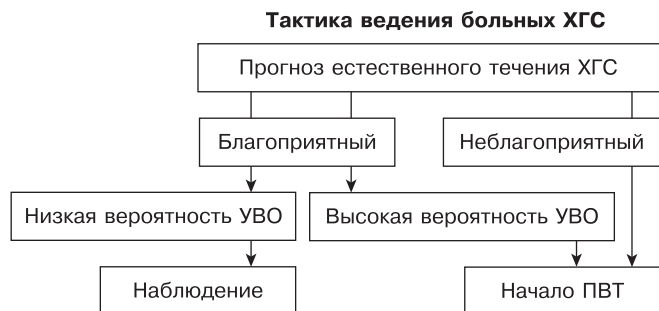 Тактика ведения больных ХГС
Прогноз естественного течения ХГС
Благоприятный
Неблагоприятный
Низкая вероятность УВО
Высокая вероятность УВО
Наблюдение
Начало ПВТ